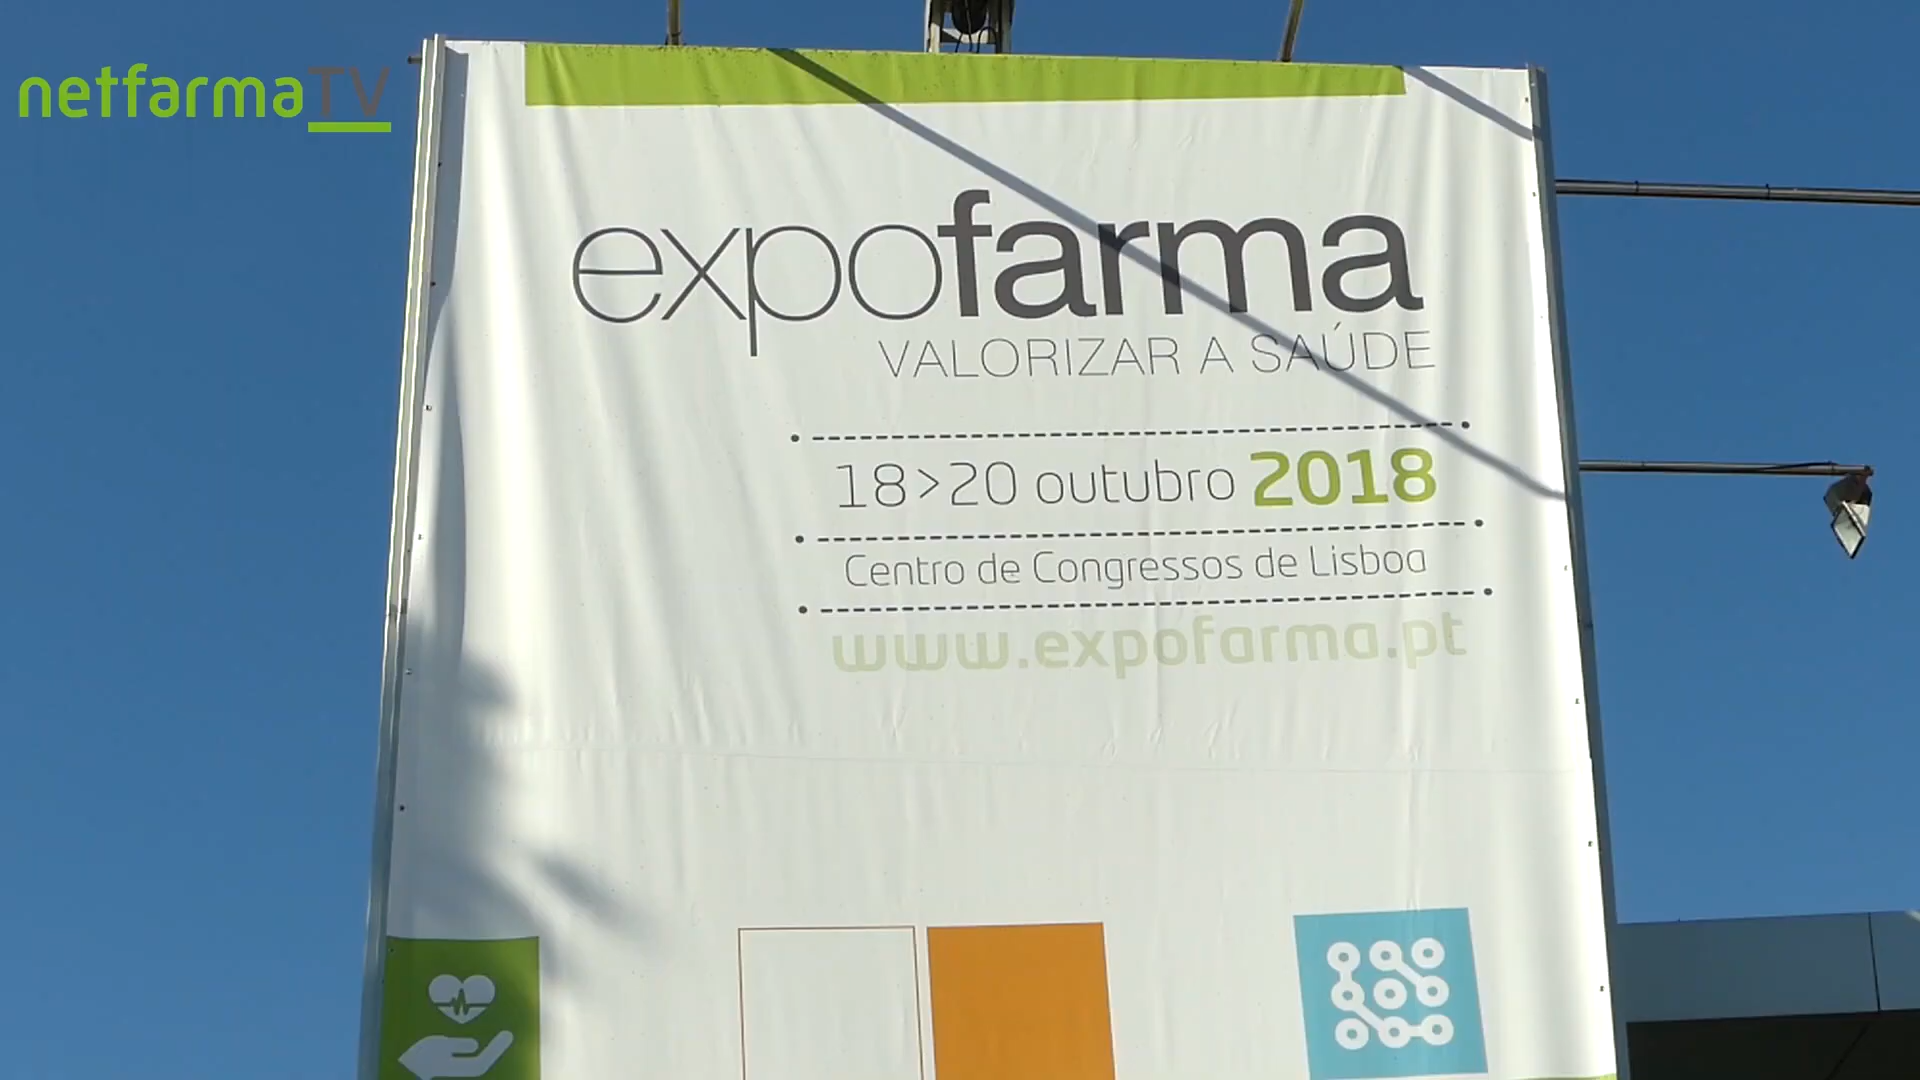 netfarmaTV
expofarma
VALORIZAR A SAÚDE
18>20 outubro 2018
Centro de Congressos de Lisboa
www.expofarma.pt